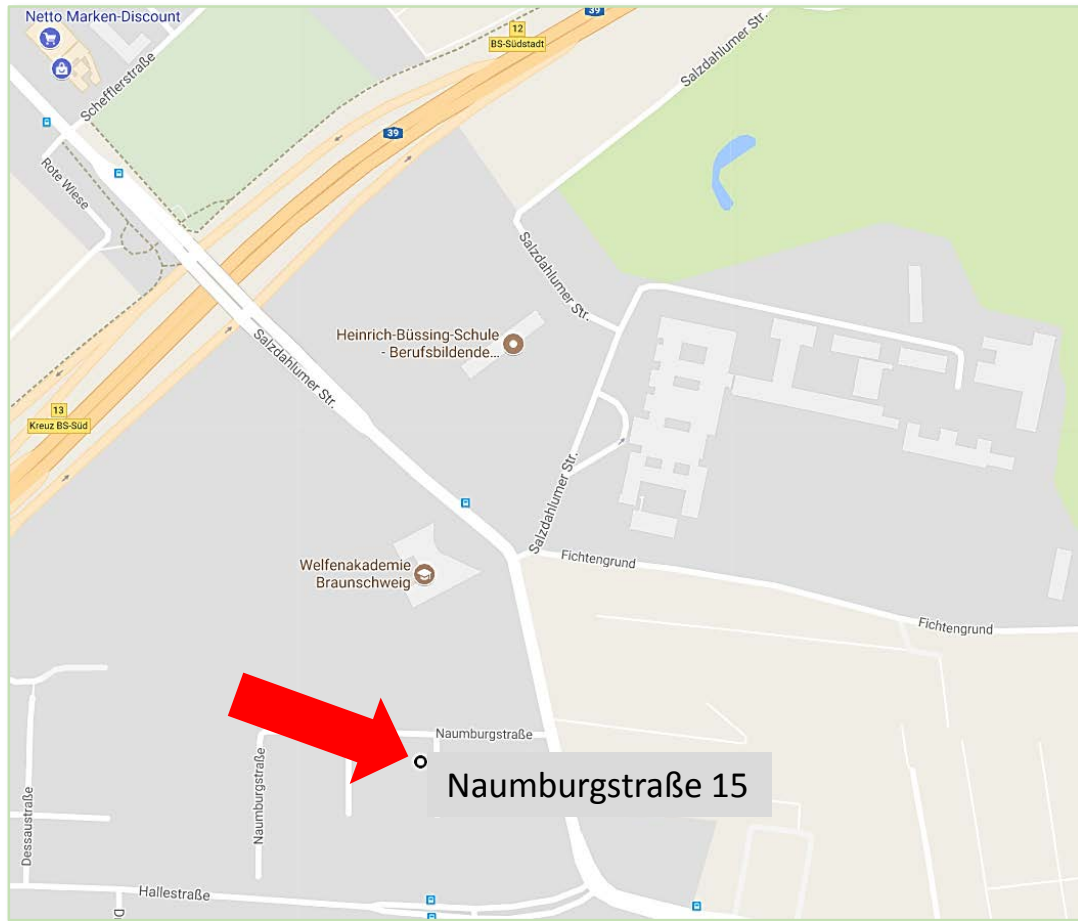 Netto Marken-Discount
39
12
BS-Südstadt
Salzdahlumer Str.
Schefflerstraße
39
Rote Wiese
Salzdahlumer Str.
Heinrich-Büssing-Schule
- Berufsbildende...
Salzdahlumer Str.
13
Kreuz BS-Süd
Salzdahlumer Str.
Fichtengrund
Welfenakademie
Braunschweig
Fichtengrund
Naumburgstraße
Naumburgstraße 15
Naumburgstraße
Dessaustraße
Hallestraße